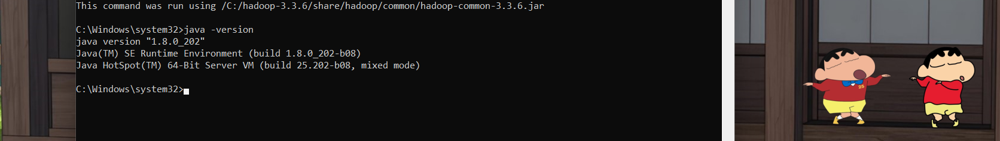 This command was run using /C:/hadoop-3.3.6/share/hadoop/common/hadoop-common-3.3.6.jar
C:\Windows\system32>java -version
java version "1.8.0_202"
Java(TM) SE Runtime Environment (build 1.8.0_202-b08)
Java HotSpot(TM) 64-Bit Server VM (build 25.202-b08, mixed mode)
C:\Windows\system32>
25